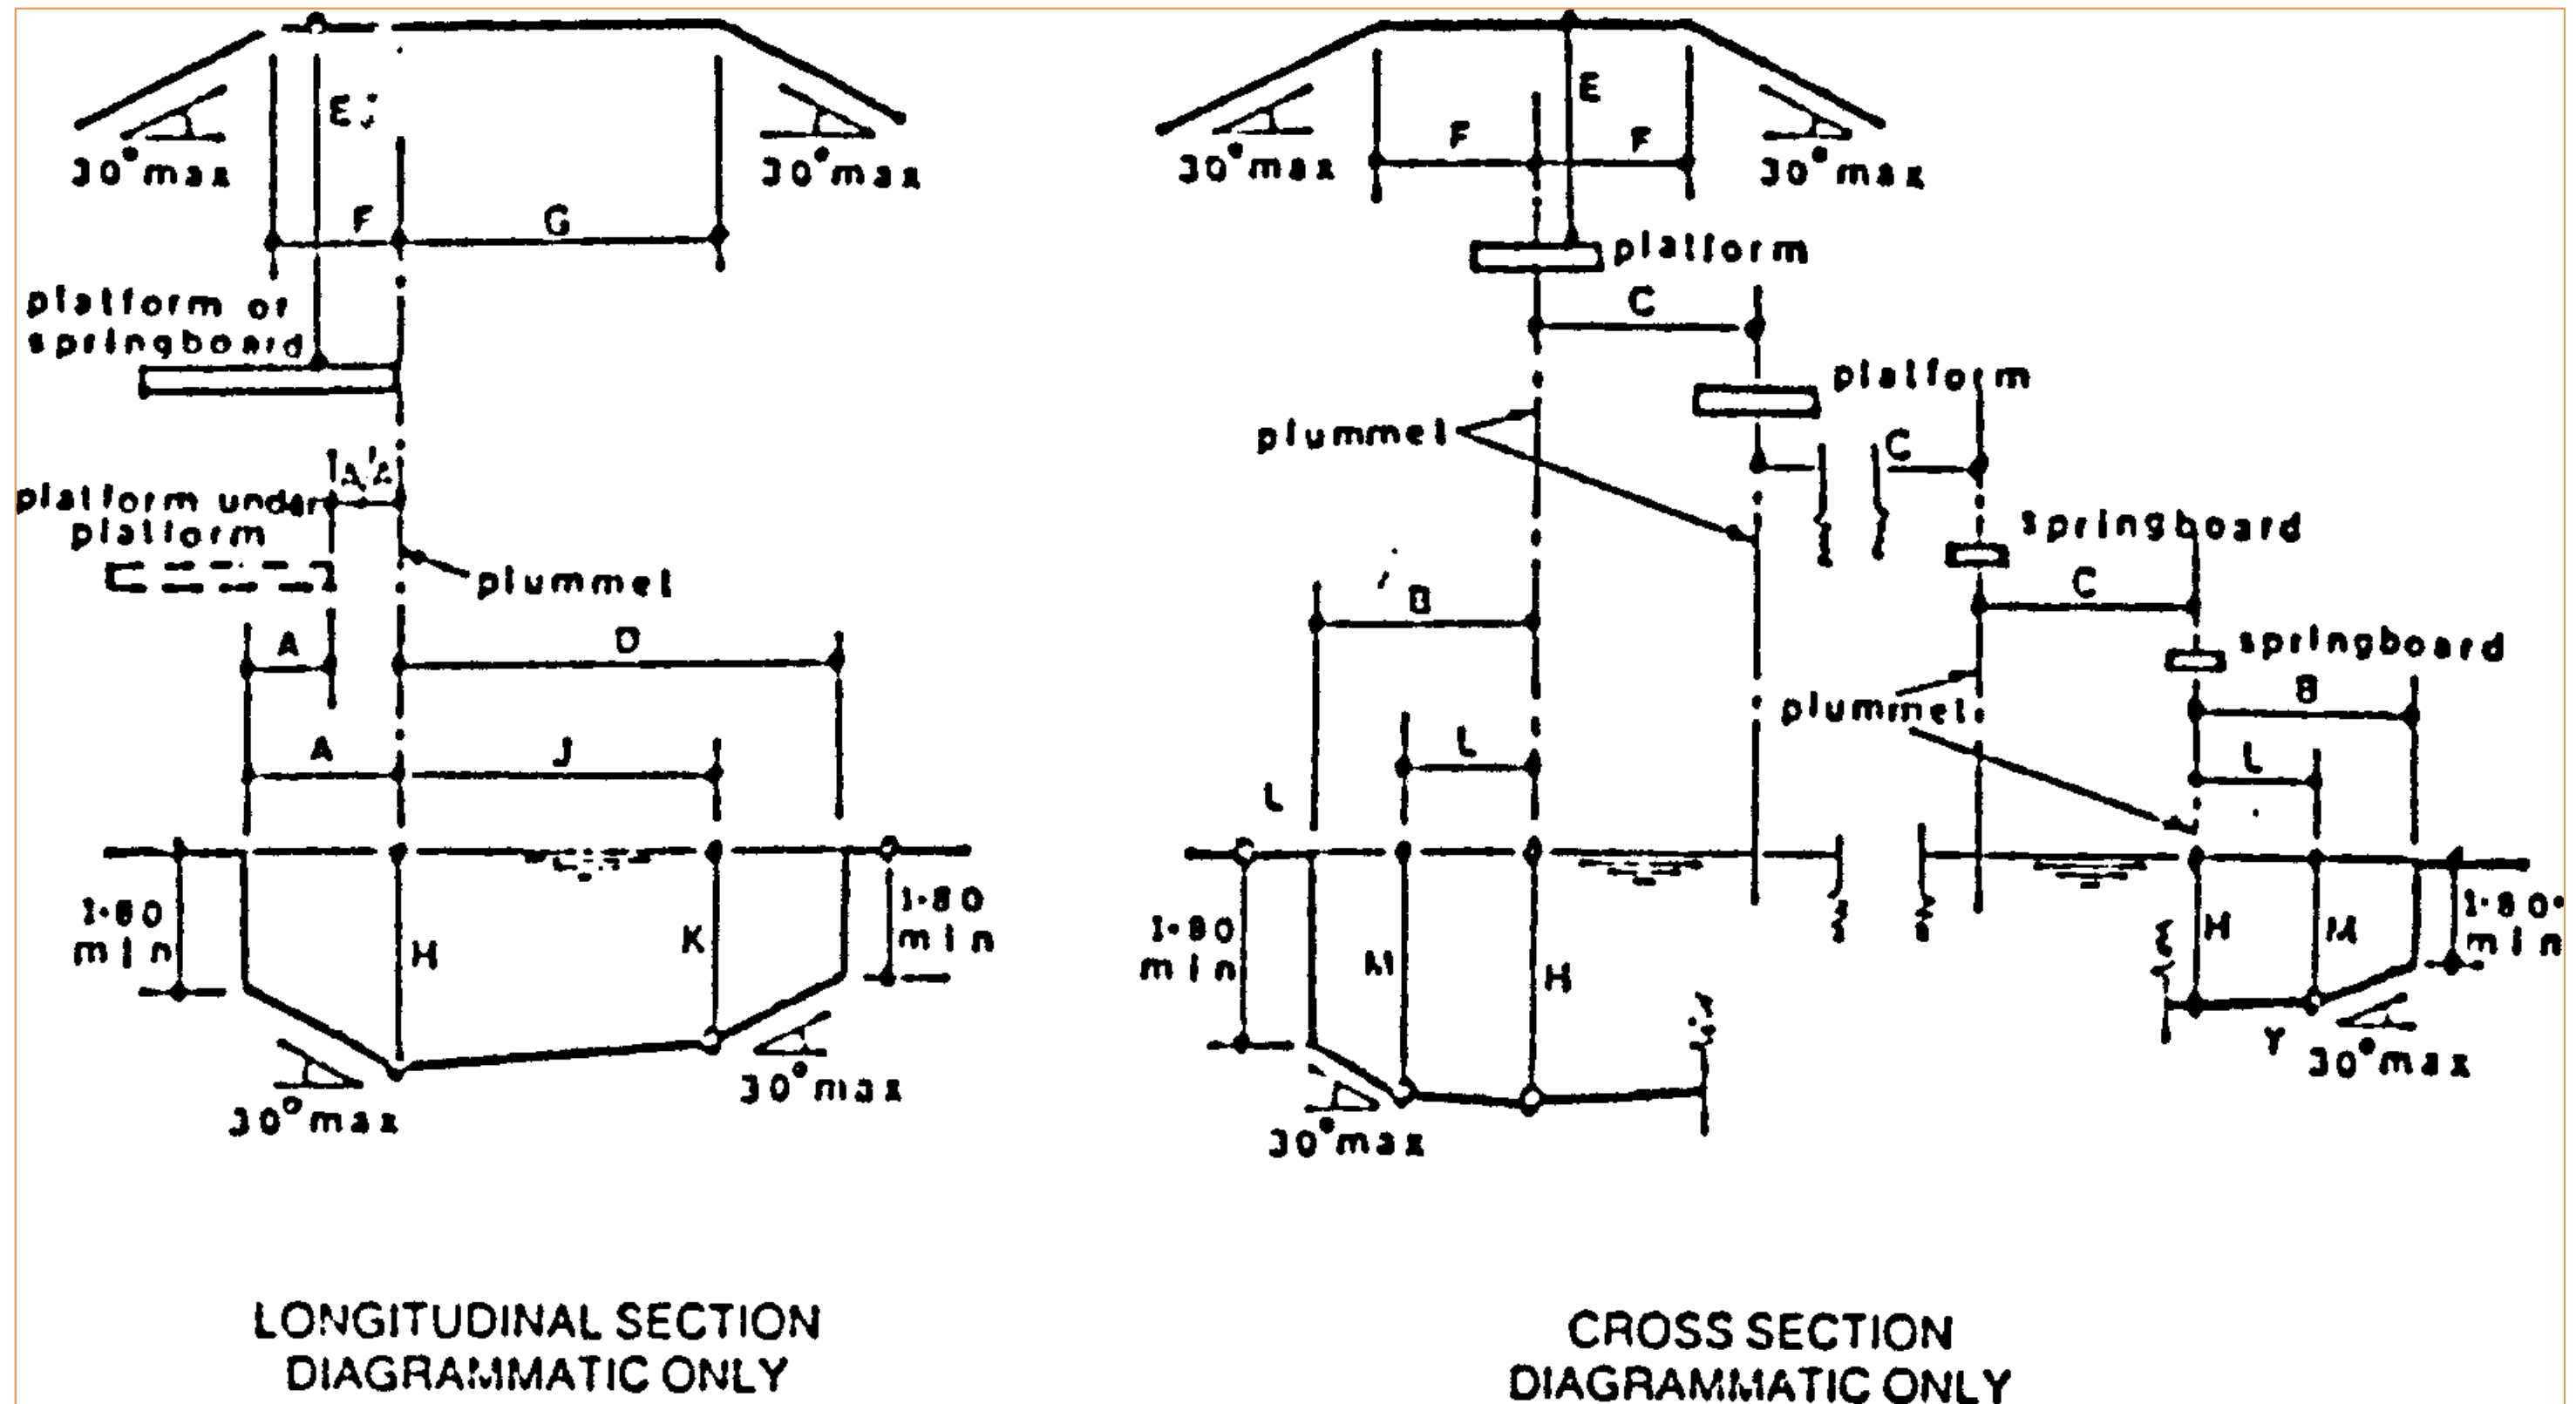 E
30°max
30°max
F
G
platform or
springboard
platform under
platform
plummet
A
D
A
J
1·80
min
H
K
1·80
min
30°max
30°max
LONGITUDINAL SECTION
DIAGRAMMATIC ONLY
E
F
F
30°max
30°max
platform
C
platform
plummet
C
springboard
B
C
springboard
plummet
B
L
L
L
1·80
min
M
H
H
M
1·80
min
Y
30°max
30°max
CROSS SECTION
DIAGRAMMATIC ONLY